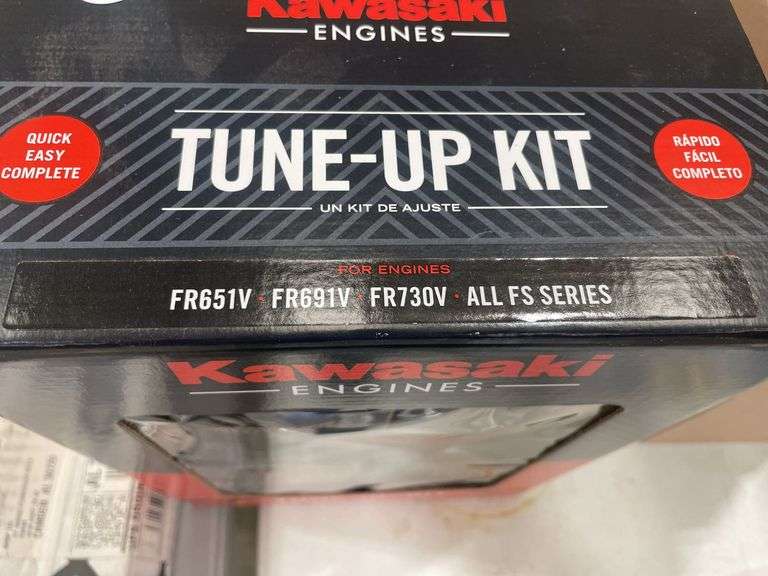 Kawasaki
ENGINES
QUICK
EASY
COMPLETE
TUNE-UP KIT
UN KIT DE AJUSTE
RÁPIDO
FÁCIL
COMPLETO
FOR ENGINES
FR651V · FR691V · FR730V · ALL FS SERIES
Kawasaki
ENGINES